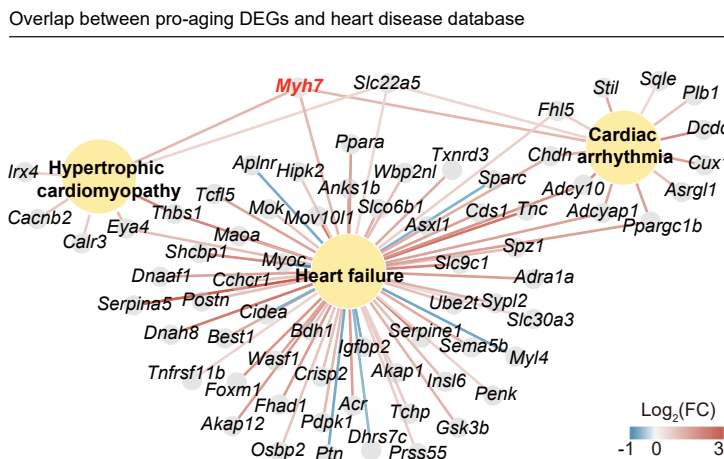 Overlap between pro-aging DEGs and heart disease database
Myh7
Slc22a5
Stil
Sqle
Plb1
Fhl5
Dcdc
Cardiac
arrhythmia
Ppara
Txnrd3
Chdh
Cux1
Irx4
Hypertrophic
cardiomyopathy
Aplnr
Hipk2
Wbp2nl
Sparc
Adcy10
Asrgl1
Tcfl5
Anks1b
Slco6b1
Cds1
Tnc
Adcyap1
Ppargc1b
Cacnb2
Thbs1
Mok
Mov10l1
Asxl1
Calr3
Eya4
Maoa
Spz1
Shcbp1
Myoc
Heart failure
Slc9c1
Adra1a
Dnaaf1
Cchcr1
Serpina5
Postn
Ube2t
Sypl2
Slc30a3
Cidea
Dnah8
Best1
Bdh1
Igfbp2
Serpine1
Sema5b
Myl4
Tnfrsf11b
Wasf1
Crisp2
Akap1
Insl6
Penk
Foxm1
Fhad1
Acr
Tchp
Gsk3b
Akap12
Pdpk1
Dhrs7c
Osbp2
Ptn
Prss55
Log2(FC)
-1 0 3